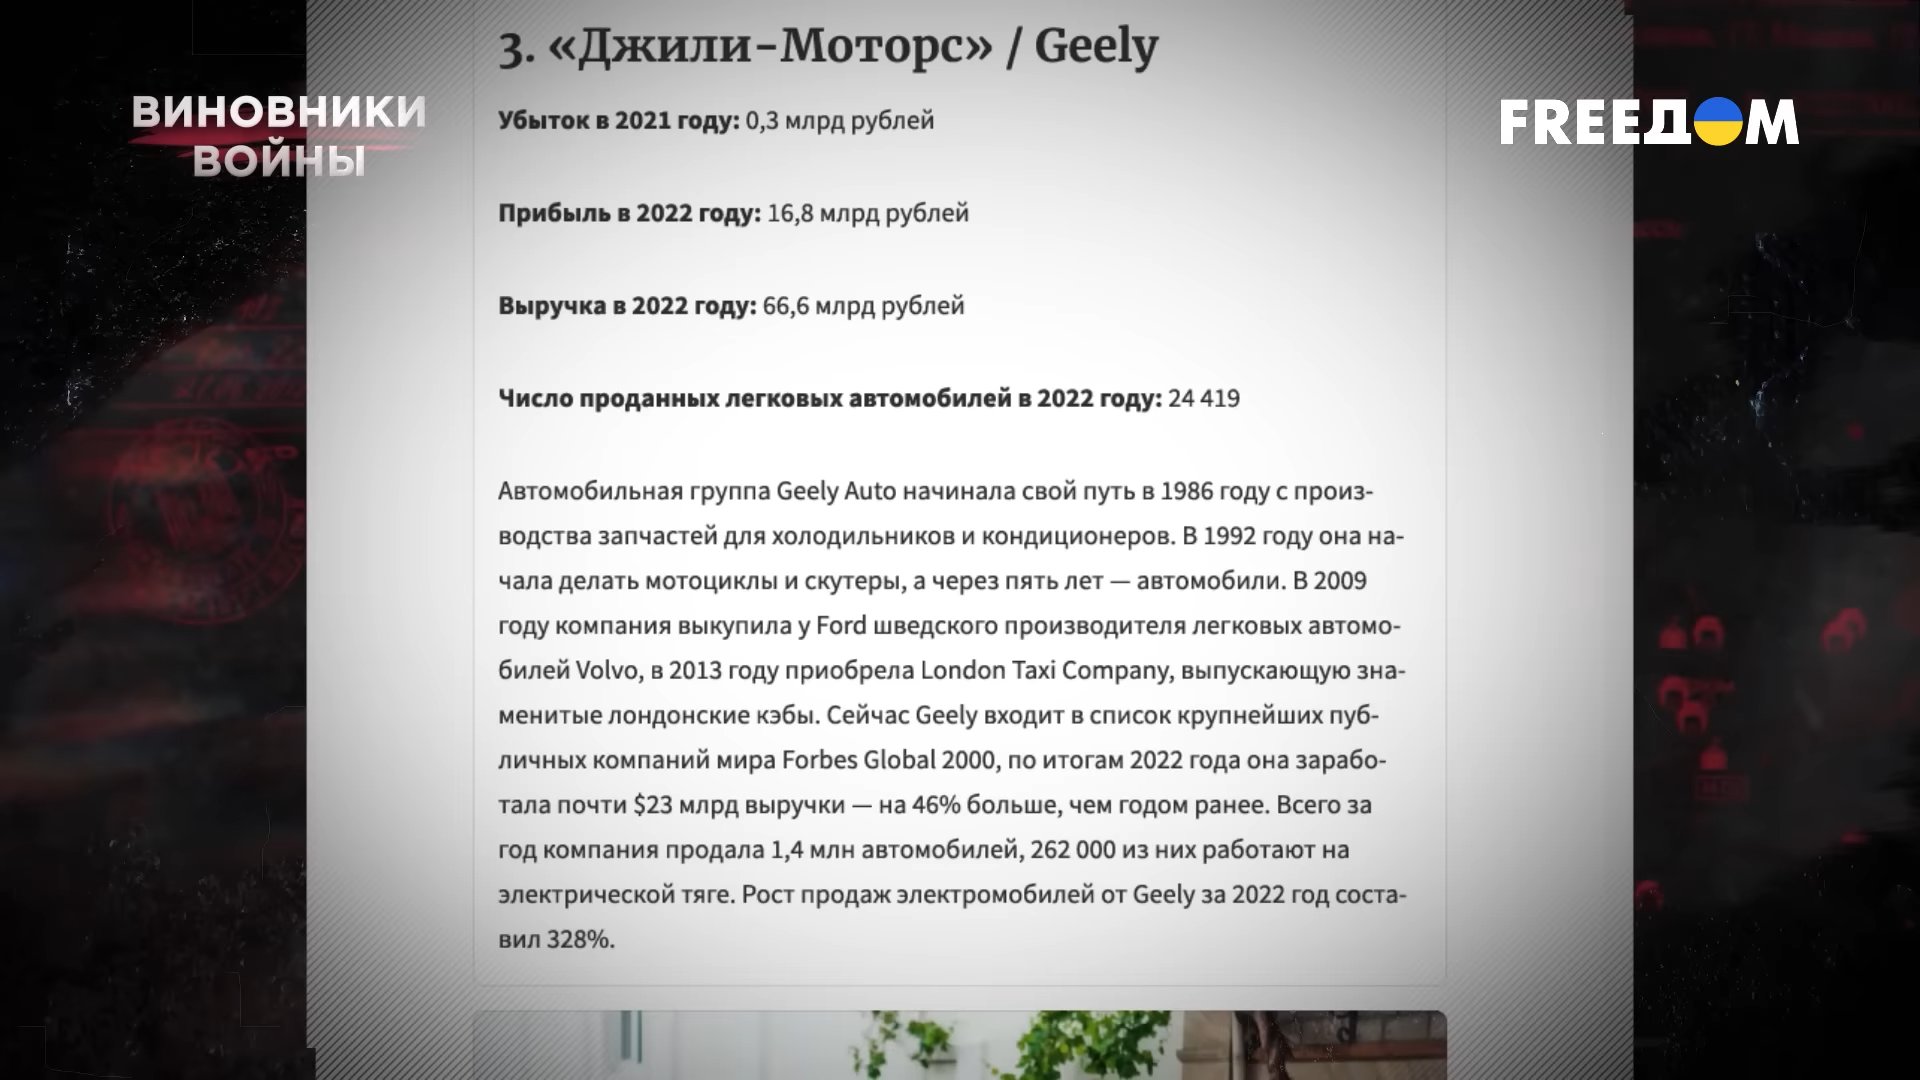 3. «Джили-Моторс» / Geely
ВИНОВНИКИ
ВОЙНЫ
FREEДОM
Убыток в 2021 году: 0,3 млрд рублей
Прибыль в 2022 году: 16,8 млрд рублей
Выручка в 2022 году: 66,6 млрд рублей
Число проданных легковых автомобилей в 2022 году: 24 419
Автомобильная группа Geely Auto начинала свой путь в 1986 году с произ-
водства запчастей для холодильников и кондиционеров. В 1992 году она на-
чала делать мотоциклы и скутеры, а через пять лет — автомобили. В 2009
году компания выкупила у Ford шведского производителя легковых автомо-
билей Volvo, в 2013 году приобрела London Taxi Company, выпускающую зна-
менитые лондонские кэбы. Сейчас Geely входит в список крупнейших пуб-
личных компаний мира Forbes Global 2000, по итогам 2022 года она зарабо-
тала почти $23 млрд выручки — на 46% больше, чем годом ранее. Всего за
год компания продала 1,4 млн автомобилей, 262 000 из них работают на
электрической тяге. Рост продаж электромобилей от Geely за 2022 год соста-
вил 328%.